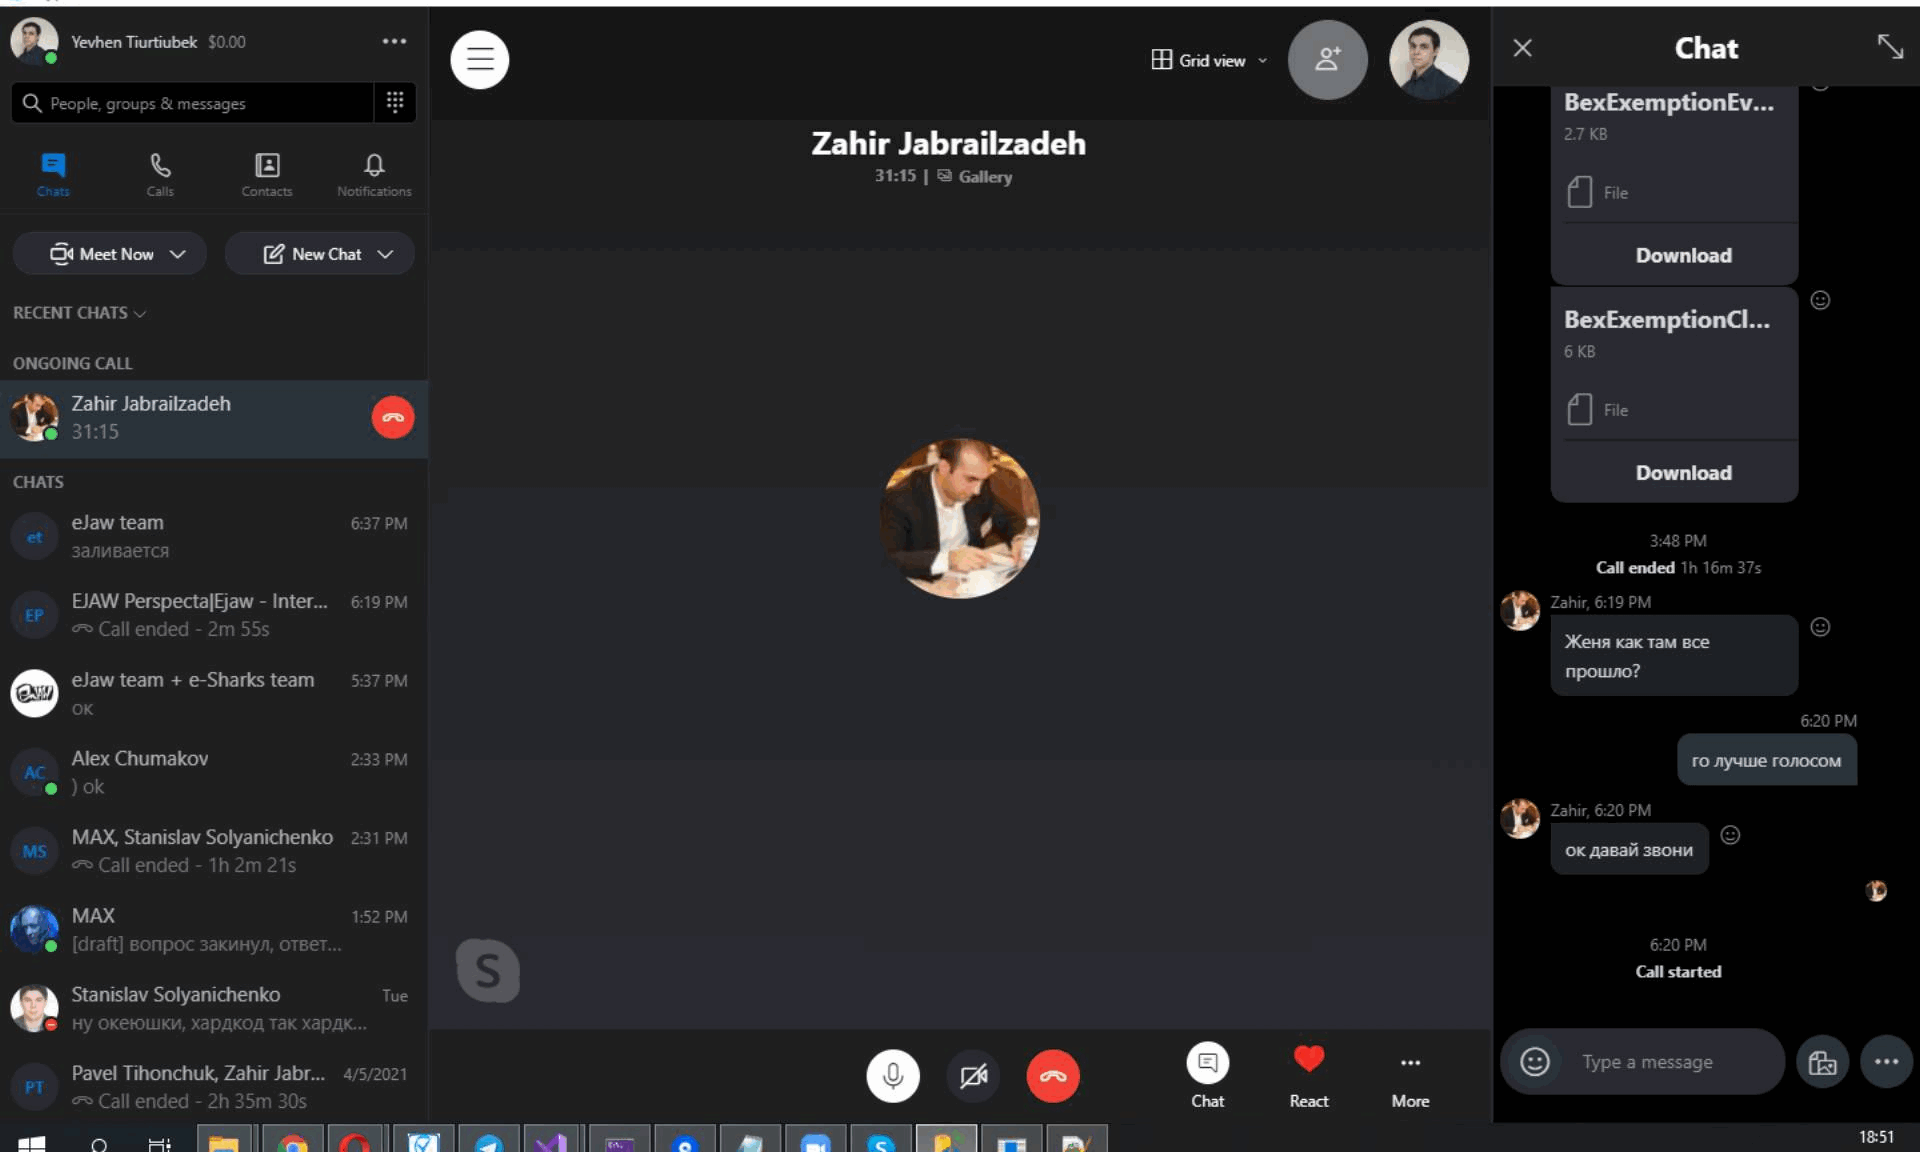 Yevhen Tiurtiubek $0.00
People, groups & messages
Chats
Calls
Contacts
Notifications
Meet Now
New Chat
RECENT CHATS
ONGOING CALL
Zahir Jabrailzadeh
31:15
CHATS
eJaw team 6:37 PM
заливается
EP
EJAW Perspecta|Ejaw - Inter... 6:19 PM
Call ended - 2m 55s
et
eJaw team + e-Sharks team 5:37 PM
ок
AC
Alex Chumakov 2:33 PM
) ok
MS
MAX, Stanislav Solyanichenko 2:31 PM
Call ended - 1h 2m 21s
MAX 1:52 PM
[draft] вопрос закинул, ответ...
Stanislav Solyanichenko Tue
ну океюшки, хардкод так хардк...
PT
Pavel Tihonchuk, Zahir Jabr... 4/5/2021
Call ended - 2h 35m 30s
Grid view
Zahir Jabrailzadeh
31:15 | Gallery
S
Chat
React
More
Chat
BexExemptionEv...
2.7 KB
File
Download
BexExemptionCl...
6 KB
File
Download
3:48 PM
Call ended 1h 16m 37s
Zahir, 6:19 PM
Женя как там все
прошло?
6:20 PM
го лучше голосом
Zahir, 6:20 PM
ок давай звони
6:20 PM
Call started
Type a message
18:51